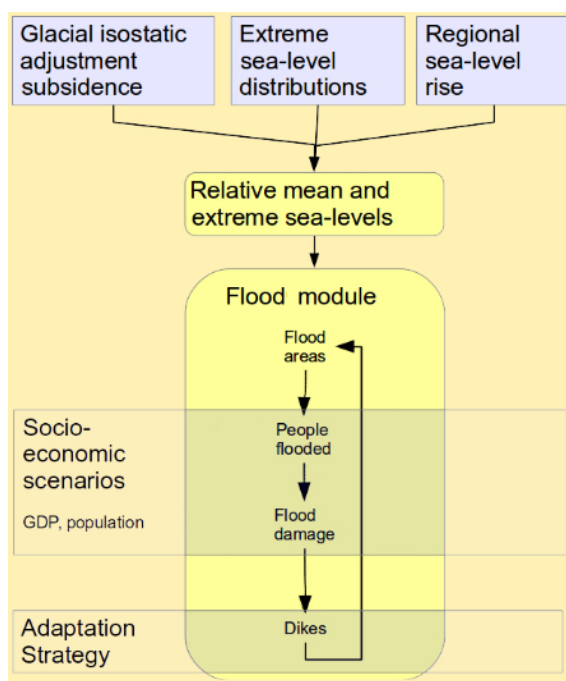 Glacial isostatic
adjustment
subsidence
Extreme
sea-level
distributions
Regional
sea-level
rise
Relative mean and
extreme sea-levels
Flood module
Flood
areas
Socio-
economic
scenarios
GDP, population
People
flooded
Flood
damage
Adaptation
Strategy
Dikes